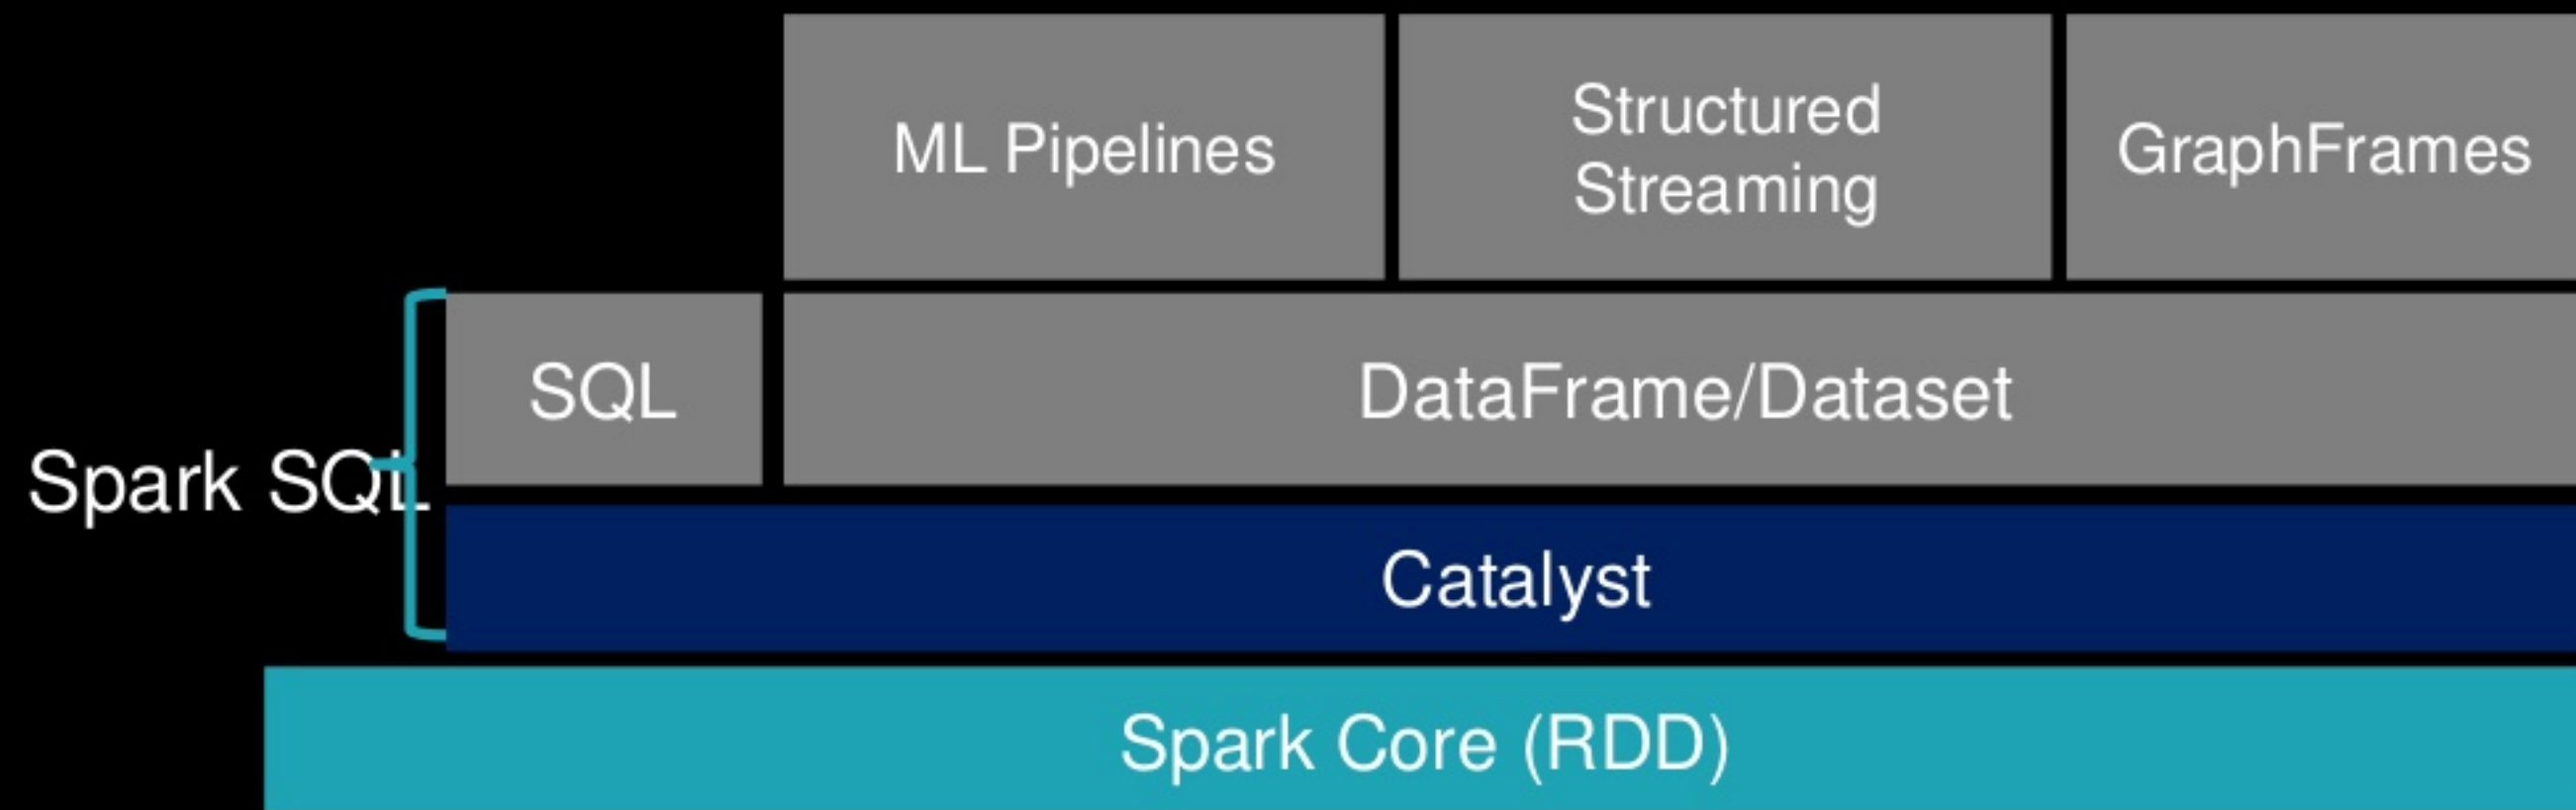 ML Pipelines
Structured
Streaming
GraphFrames
SQL
DataFrame/Dataset
Spark SQL
Catalyst
Spark Core (RDD)